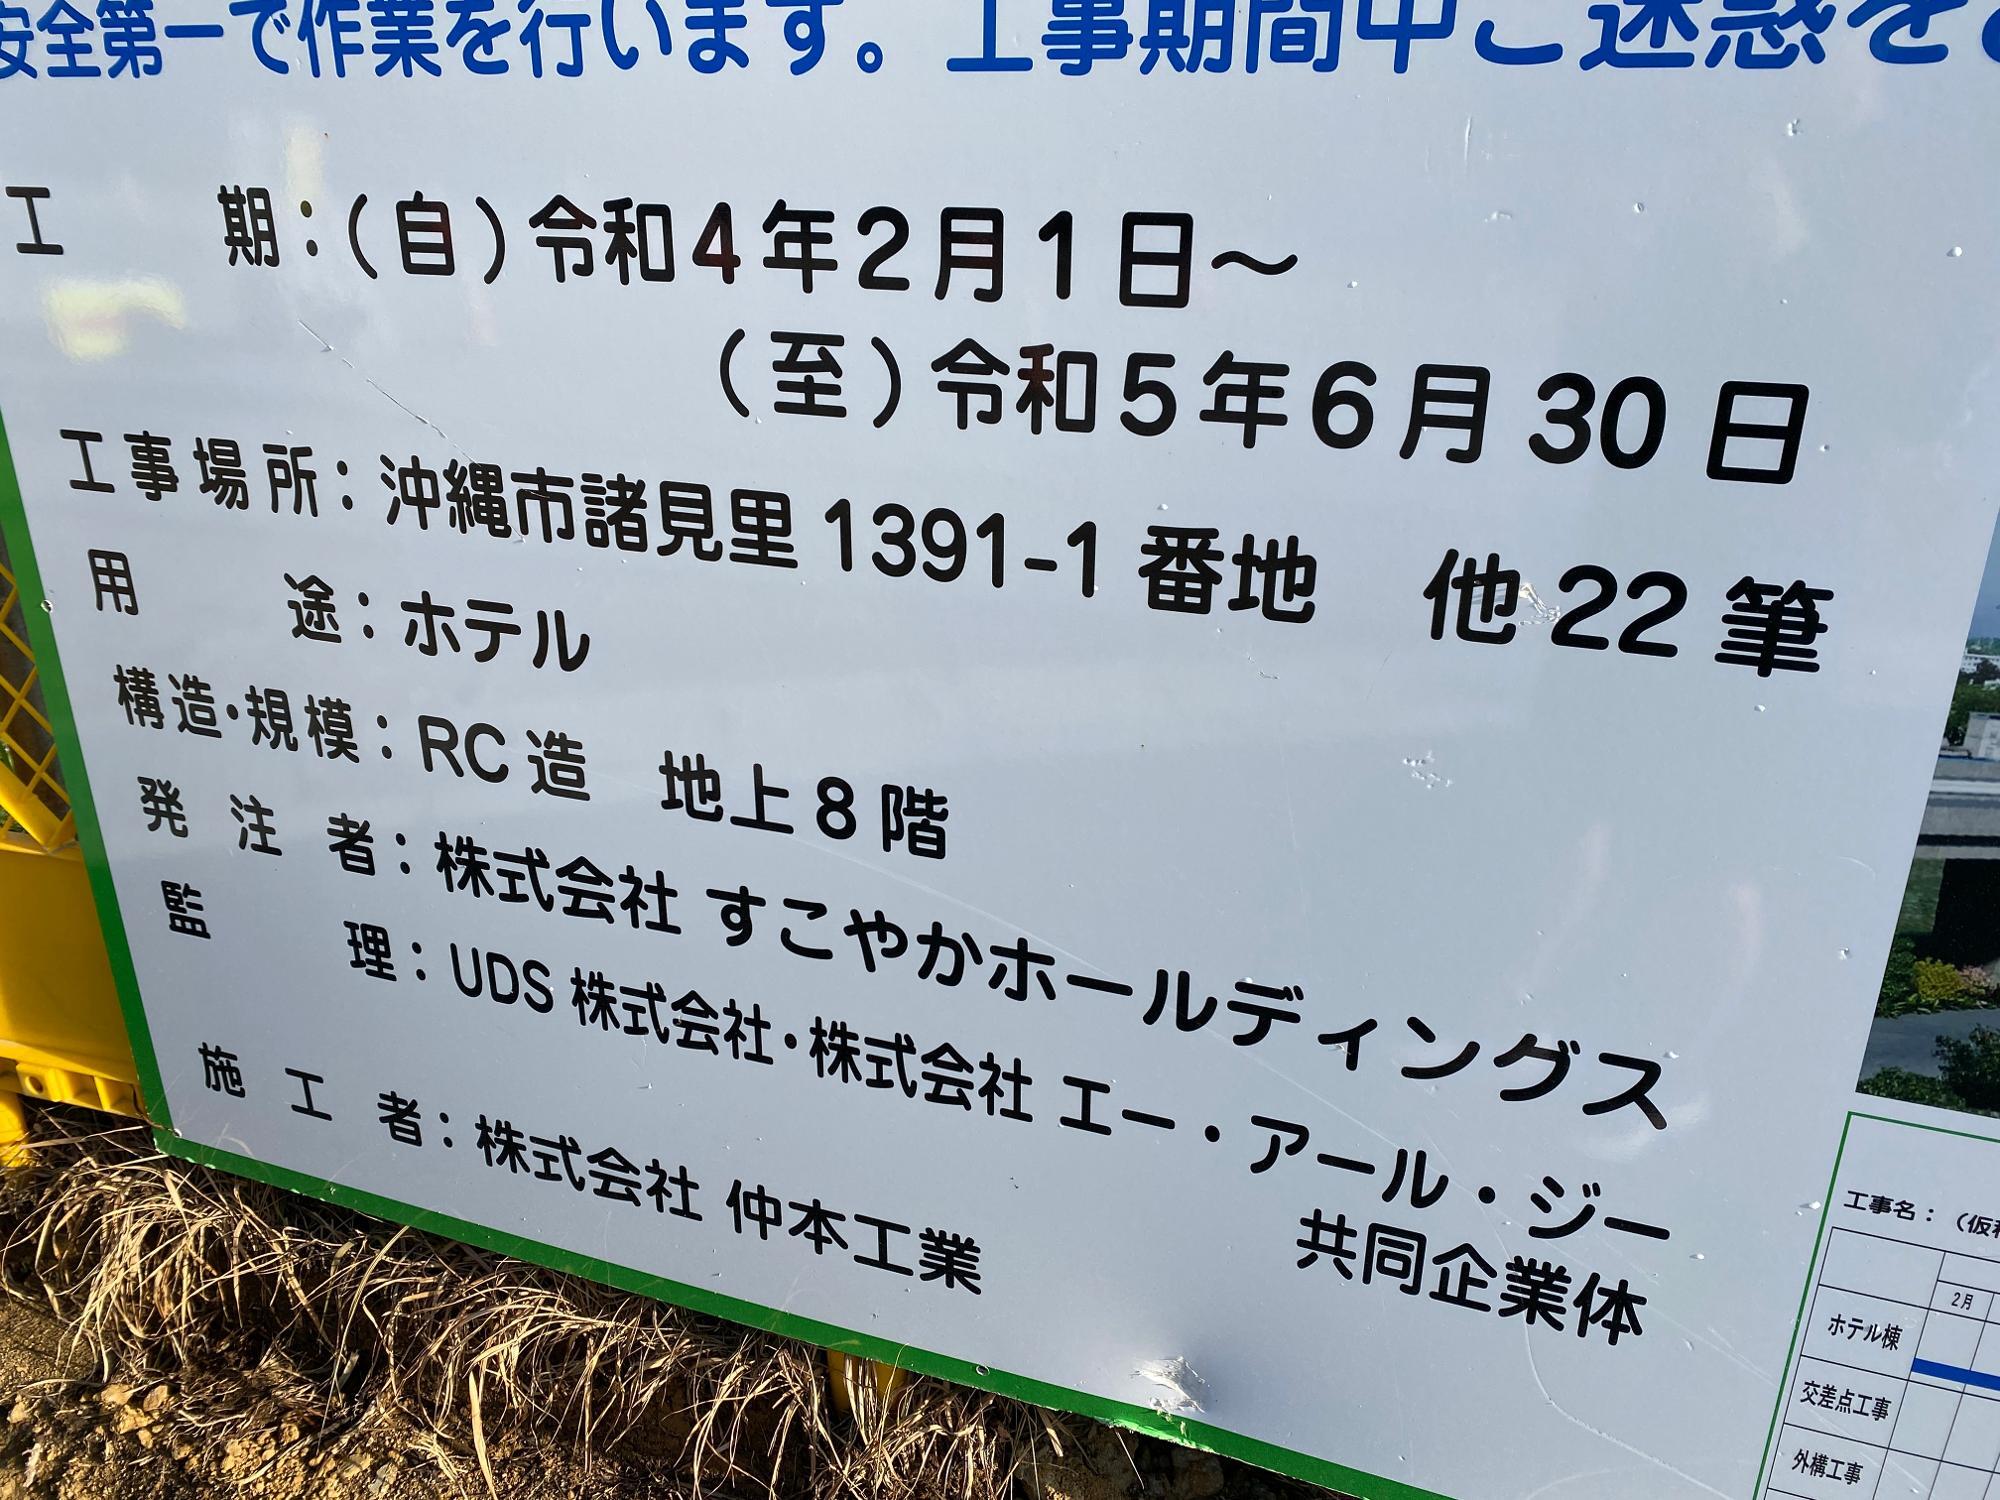 安全第一で作業を行います。工事期間中ご迷惑を
工 期：（自）令和4年2月1日～
（至）令和5年6月30日
工事場所：沖縄市諸見里1391-1番地 他22筆
用 途：ホテル
構造・規模：RC造 地上8階
発 注 者：株式会社 すこやかホールディングス
監 理：UDS株式会社・株式会社 エー・アール・ジー
共同企業体
施 工 者：株式会社 仲本工業
工事名：（仮
2月
ホテル棟
交差点工事
外構工事